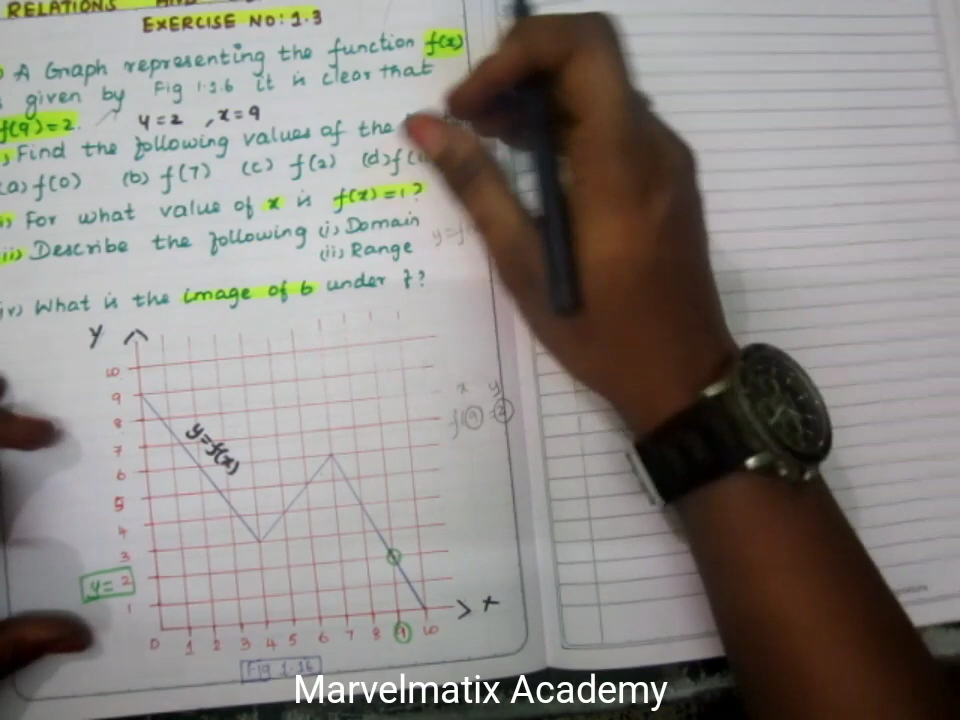 RELATIONS AND
EXERCISE NO: 1.3
A Graph representing the function f(x)
given by Fig 1.16 it is clear that
f(9)=2. y=2 , x=9
Find the following values of the
(a) f(0) (b) f(7) (c) f(2) (d) f(
For what value of x is f(x)=1?
ii) Describe the following (i) Domain
(ii) Range
y=f
iv) What is the image of 6 under f?
Y
10
9
8
7
6
5
4
3
y= 2
1
y=f(x)
x y
f(9)=2
0 1 2 3 4 5 6 7 8 9 10
x
Fig 1.16
Marvelmatix Academy